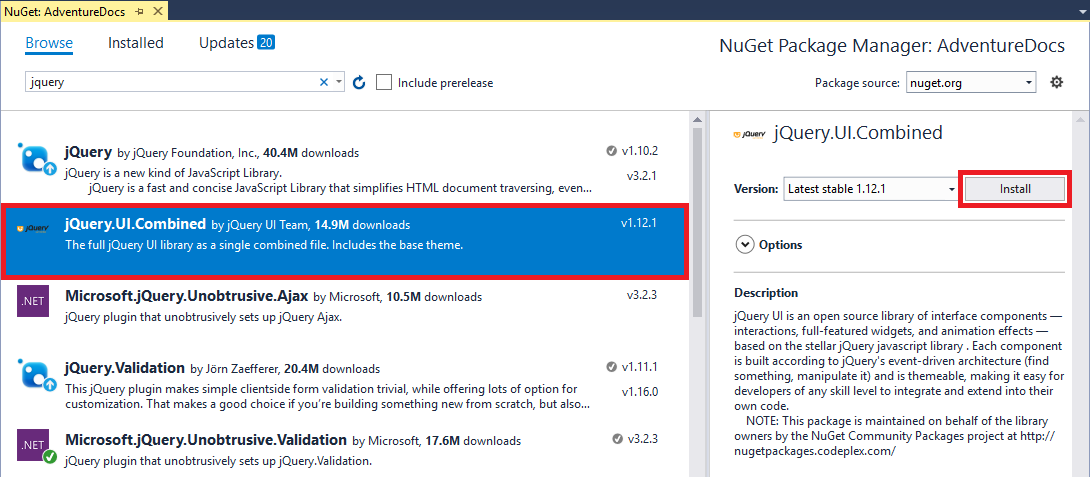 NuGet: AdventureDocs
Browse Installed Updates 20
NuGet Package Manager: AdventureDocs
jquery
Include prerelease
Package source: nuget.org
jQuery by jQuery Foundation, Inc., 40.4M downloads v1.10.2
jQuery is a new kind of JavaScript Library. v3.2.1
jQuery is a fast and concise JavaScript Library that simplifies HTML document traversing, even...
jQuery jQuery.UI.Combined by jQuery UI Team, 14.9M downloads v1.12.1
The full jQuery UI library as a single combined file. Includes the base theme.
.NET Microsoft.jQuery.Unobtrusive.Ajax by Microsoft, 10.5M downloads v3.2.3
jQuery plugin that unobtrusively sets up jQuery Ajax.
jQuery.Validation by Jörn Zaefferer, 20.4M downloads v1.11.1
This jQuery plugin makes simple clientside form validation trivial, while offering lots of option for v1.16.0
customization. That makes a good choice if you’re building something new from scratch, but also...
.NET Microsoft.jQuery.Unobtrusive.Validation by Microsoft, 17.6M downloads v3.2.3
jQuery plugin that unobtrusively sets up jQuery.Validation.
jQuery jQuery.UI.Combined
Version: Latest stable 1.12.1 Install
Options
Description
jQuery UI is an open source library of interface components —
interactions, full-featured widgets, and animation effects —
based on the stellar jQuery javascript library . Each component
is built according to jQuery's event-driven architecture (find
something, manipulate it) and is themeable, making it easy for
developers of any skill level to integrate and extend into their
own code.
NOTE: This package is maintained on behalf of the library
owners by the NuGet Community Packages project at http://
nugetpackages.codeplex.com/